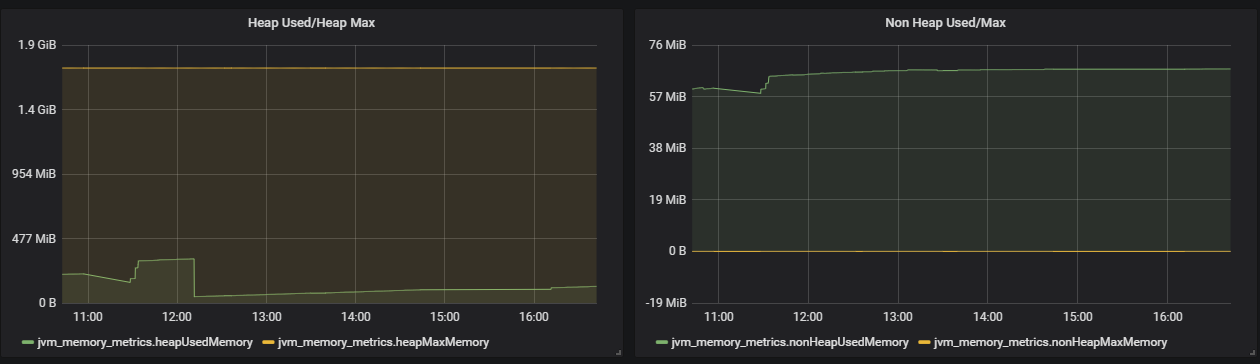 Heap Used/Heap Max
1.9 GiB
1.4 GiB
954 MiB
477 MiB
0 B
11:00 12:00 13:00 14:00 15:00 16:00
jvm_memory_metrics.heapUsedMemory jvm_memory_metrics.heapMaxMemory
Non Heap Used/Max
76 MiB
57 MiB
38 MiB
19 MiB
0 B
-19 MiB
11:00 12:00 13:00 14:00 15:00 16:00
jvm_memory_metrics.nonHeapUsedMemory jvm_memory_metrics.nonHeapMaxMemory